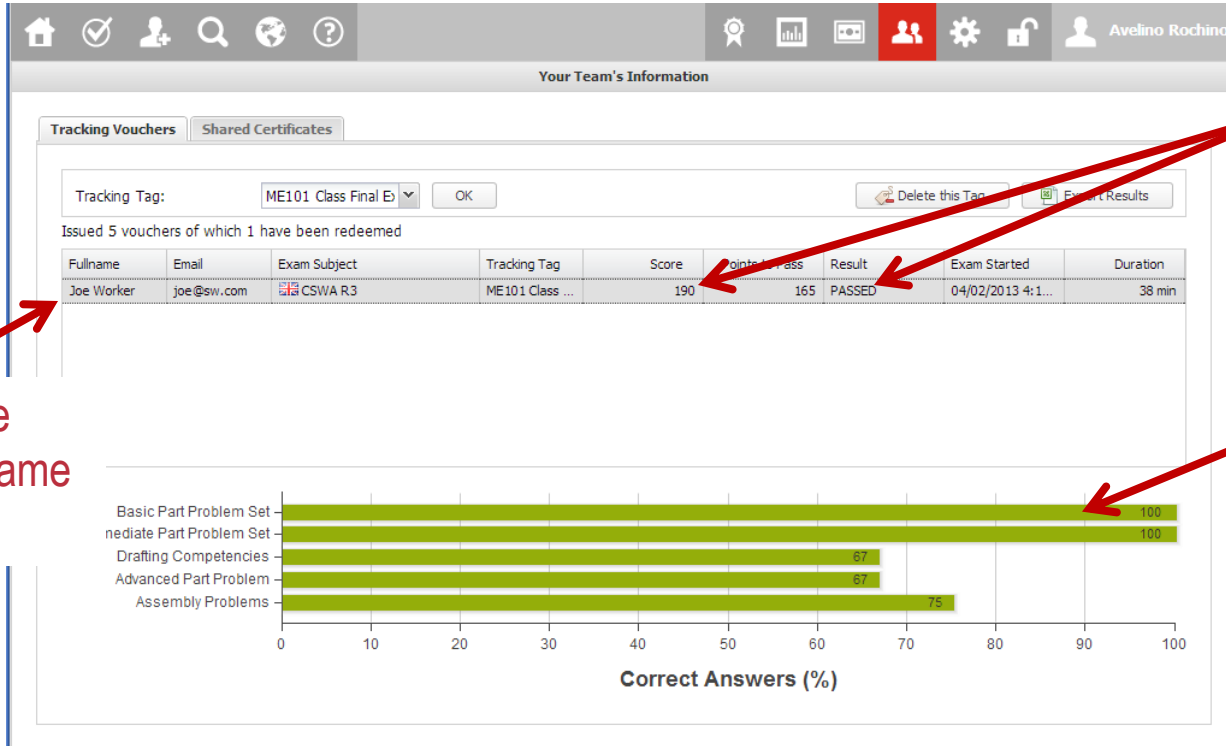 Avelino Rochino
Your Team's Information
Tracking Vouchers Shared Certificates
Tracking Tag: ME101 Class Final E OK Delete this Tag Export Results
Issued 5 vouchers of which 1 have been redeemed
Fullname Email Exam Subject Tracking Tag Score Points to Pass Result Exam Started Duration
Joe Worker joe@sw.com CSWA R3 ME101 Class ... 190 165 PASSED 04/02/2013 4:1... 38 min
e
ame
Basic Part Problem Set 100
mediate Part Problem Set 100
Drafting Competencies 67
Advanced Part Problem 67
Assembly Problems 75
0 10 20 30 40 50 60 70 80 90 100
Correct Answers (%)